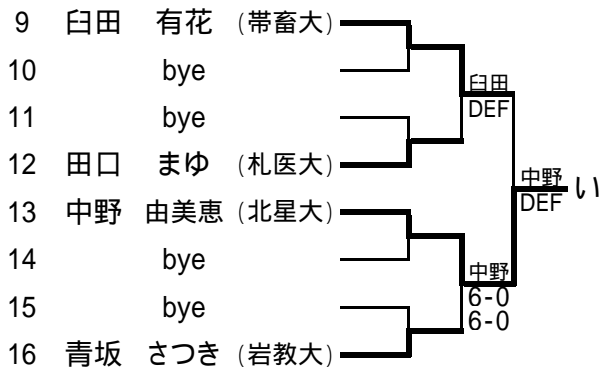 9 臼田 有花 (帯畜大)
10 bye
臼田
11 bye
DEF
12 田口 まゆ (札医大)
中野
DEF
い
13 中野 由美恵 (北星大)
14 bye
中野
6-0
15 bye
6-0
16 青坂 さつき (岩教大)